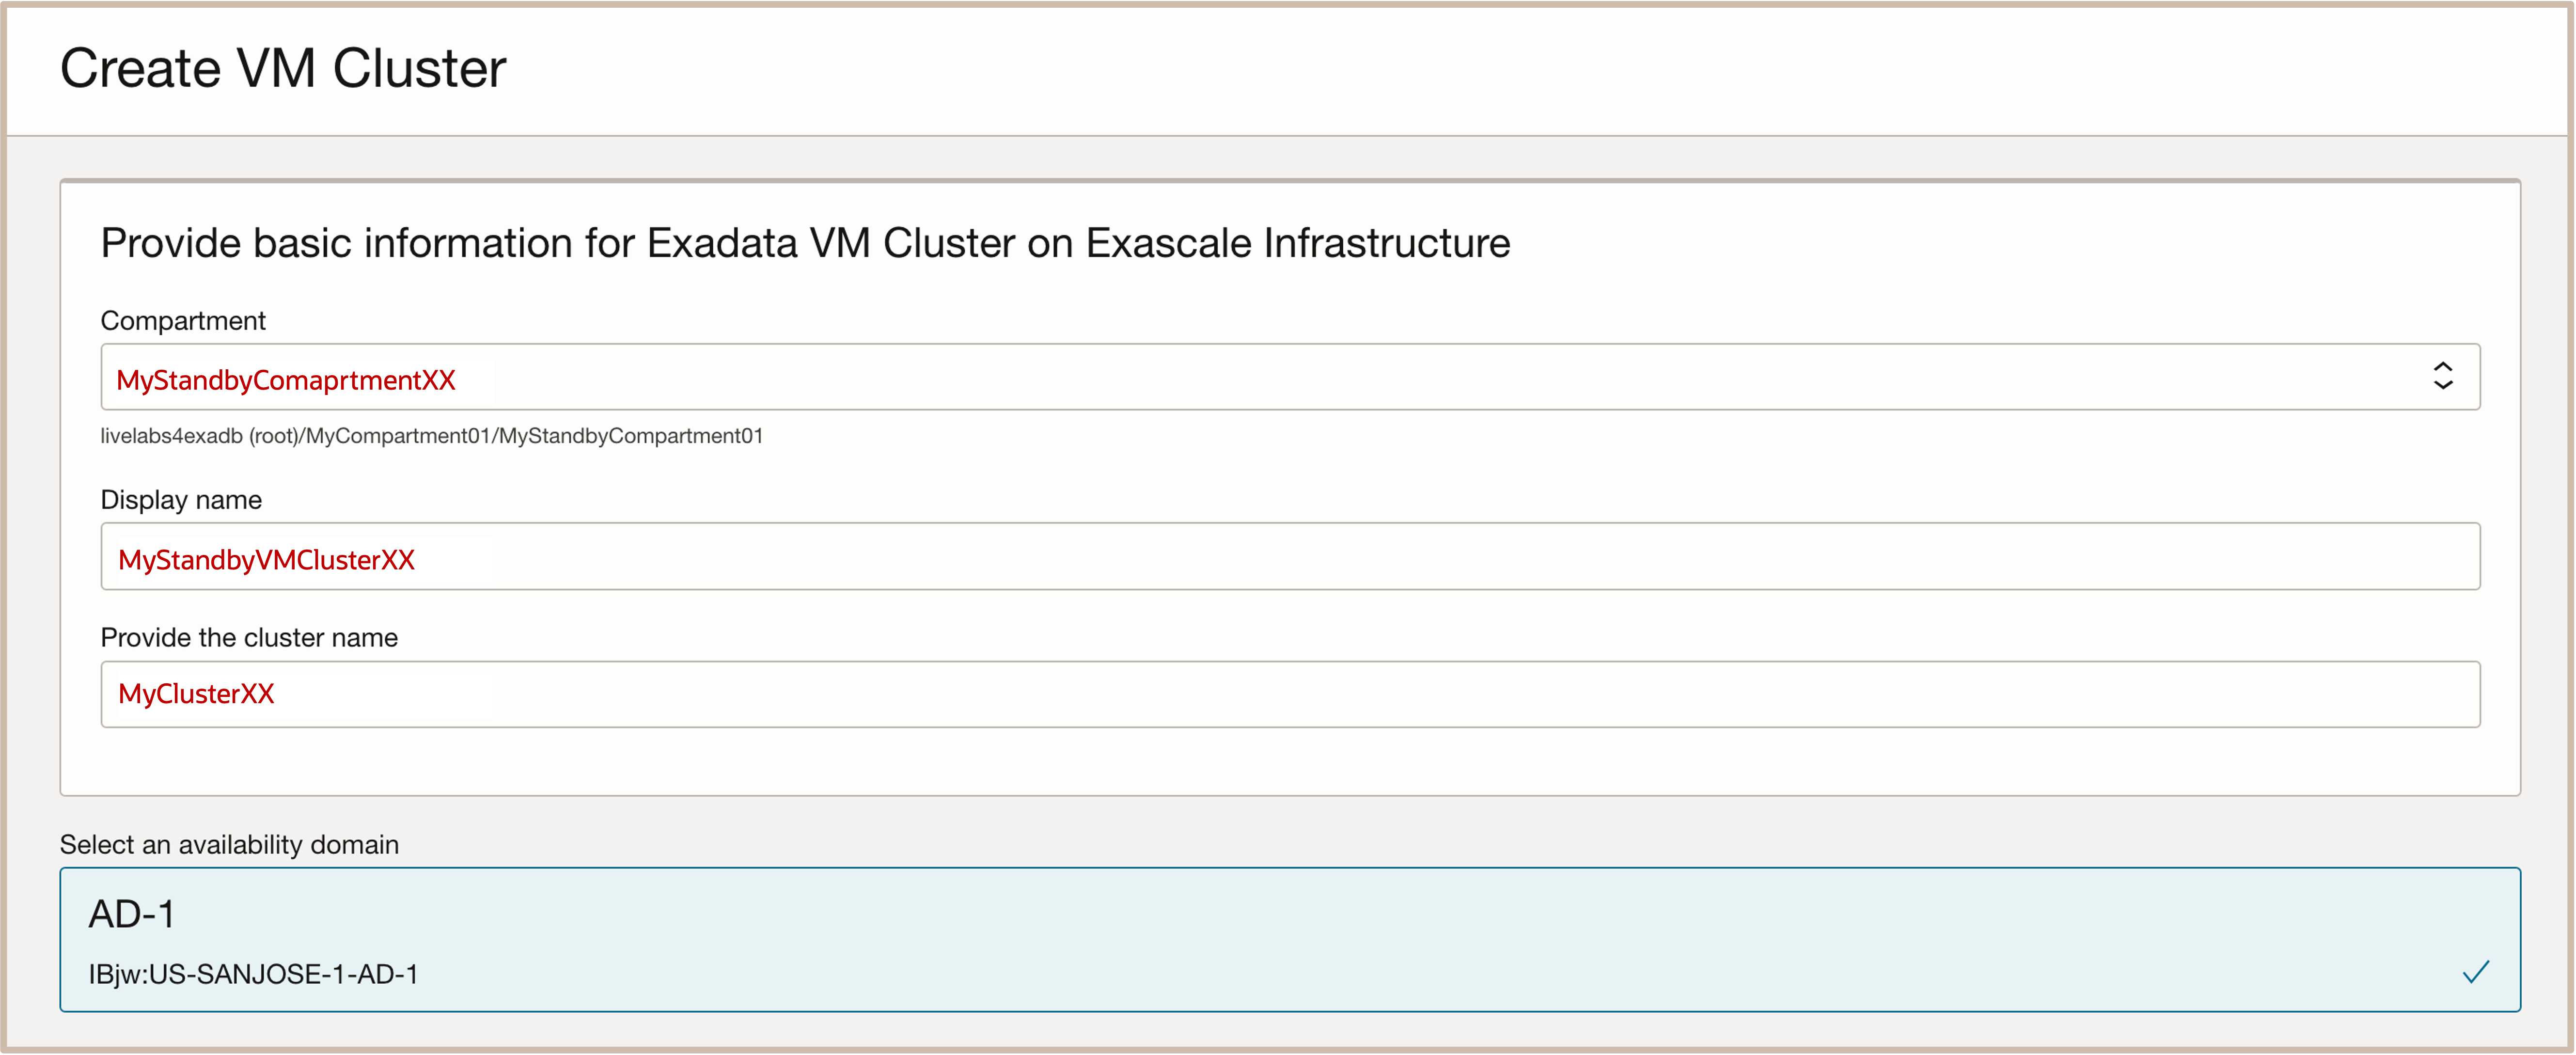 Create VM Cluster
Provide basic information for Exadata VM Cluster on Exascale Infrastructure
Compartment
MyStandbyComaprtmentXX
livelabs4exadb (root)/MyCompartment01/MyStandbyCompartment01
Display name
MyStandbyVMClusterXX
Provide the cluster name
MyClusterXX
Select an availability domain
AD-1
IBjw:US-SANJOSE-1-AD-1